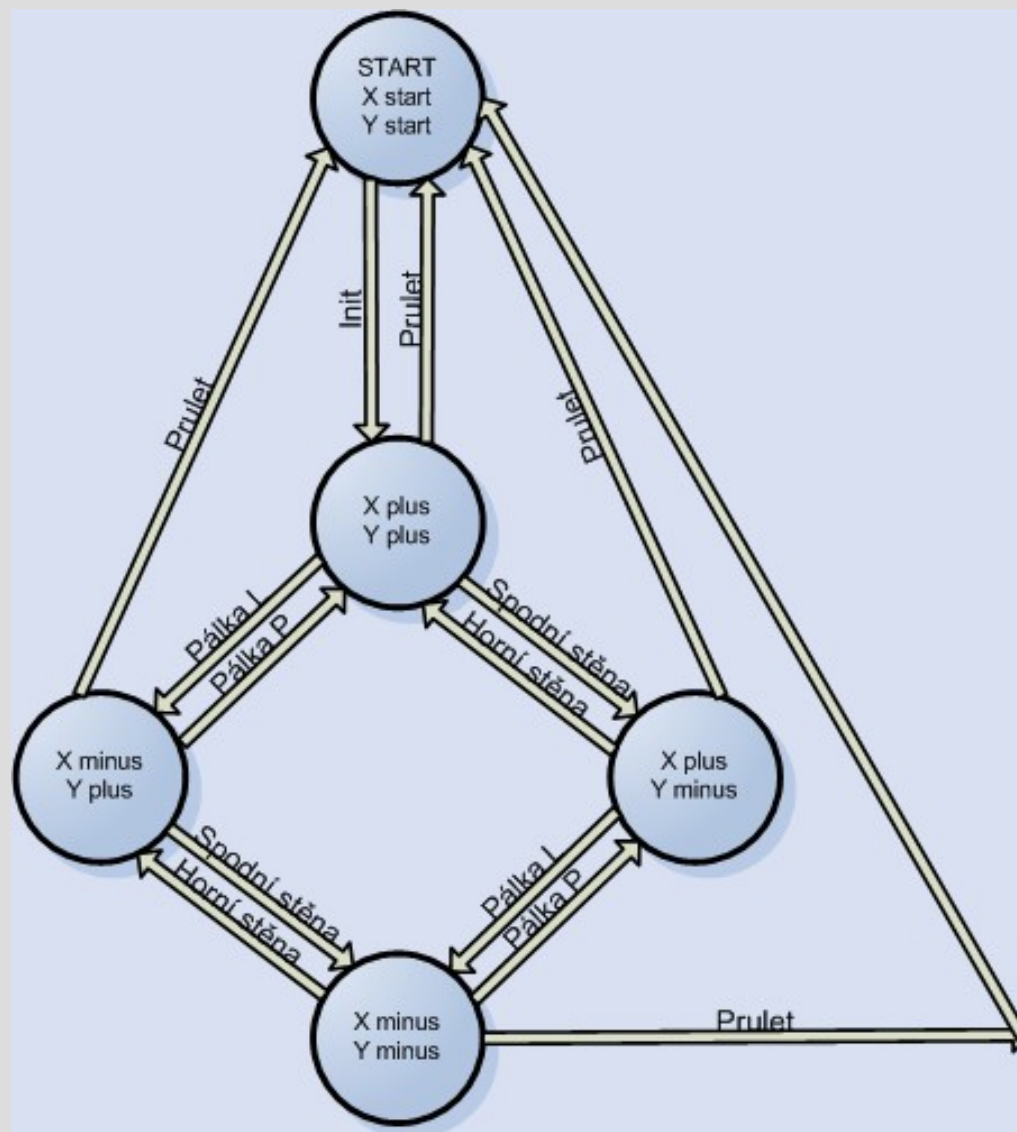 START
X start
Y start
Init
Prulet
Prulet
Prulet
X plus
Y plus
Pálka l
Pálka P
Spodní stěna
Horní stěna
X minus
Y plus
X plus
Y minus
Spodní stěna
Horní stěna
Pálka l
Pálka P
X minus
Y minus
Prulet